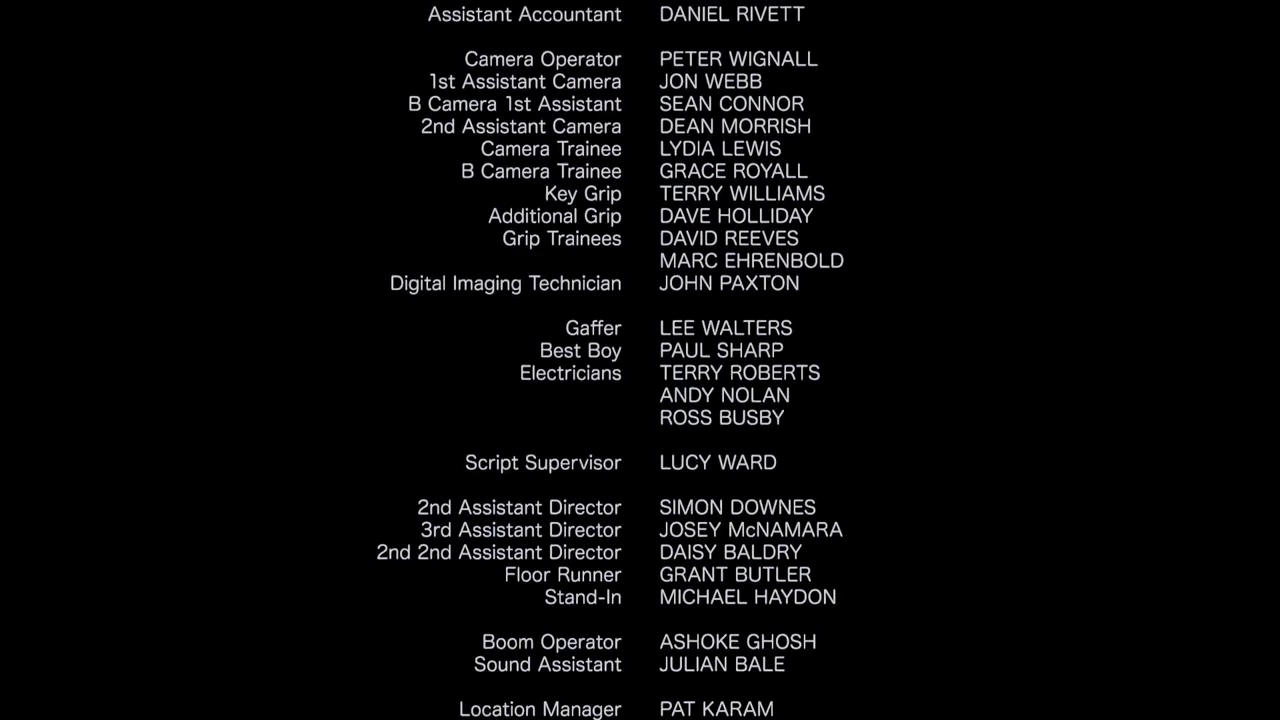 Assistant Accountant DANIEL RIVETT
Camera Operator PETER WIGNALL
1st Assistant Camera JON WEBB
B Camera 1st Assistant SEAN CONNOR
2nd Assistant Camera DEAN MORRISH
Camera Trainee LYDIA LEWIS
B Camera Trainee GRACE ROYALL
Key Grip TERRY WILLIAMS
Additional Grip DAVE HOLLIDAY
Grip Trainees DAVID REEVES
MARC EHRENBOLD
Digital Imaging Technician JOHN PAXTON
Gaffer LEE WALTERS
Best Boy PAUL SHARP
Electricians TERRY ROBERTS
ANDY NOLAN
ROSS BUSBY
Script Supervisor LUCY WARD
2nd Assistant Director SIMON DOWNES
3rd Assistant Director JOSEY McNAMARA
2nd 2nd Assistant Director DAISY BALDRY
Floor Runner GRANT BUTLER
Stand-In MICHAEL HAYDON
Boom Operator ASHOKE GHOSH
Sound Assistant JULIAN BALE
Location Manager PAT KARAM